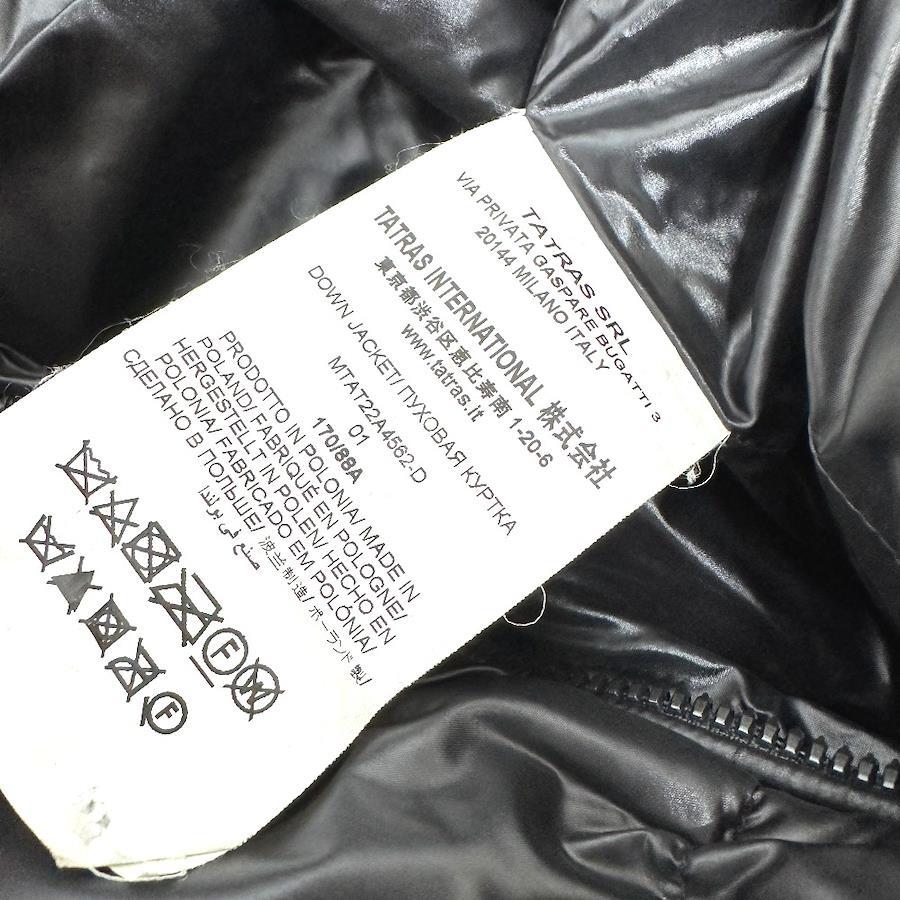 TATRAS SRL
VIA PRIVATA GASPARE BUGATTI 3
20144 MILANO ITALY
TATRAS INTERNATIONAL 株式会社
東京都渋谷区恵比寿南 1-20-6
www.tatras.it
DOWN JACKET/ ПУХОВАЯ КУРТКА
MTAT22A4562-D
01
170/88A
PRODOTTO IN POLONIA/ MADE IN
POLAND/ FABRIQUÉ EN POLOGNE/
HERGESTELLT IN POLEN/ HECHO EN
POLONIA/ FABRICADO EM POLÓNIA/
СДЕЛАНО В ПОЛЬШЕ/ 波兰制造/ ポーランド製/
F
W
F